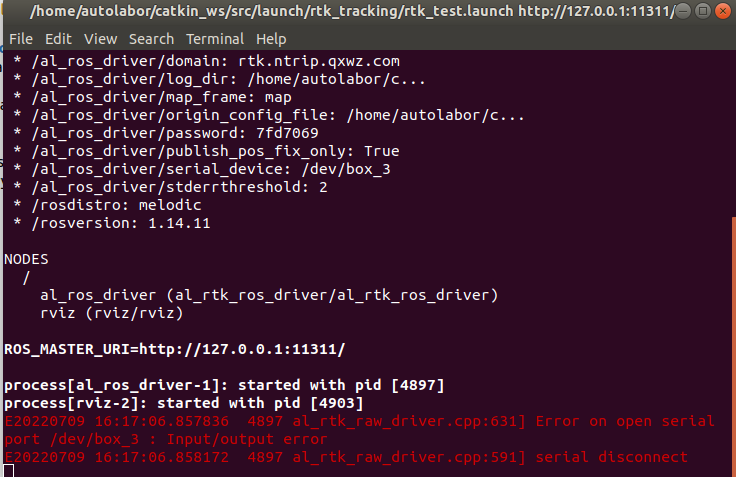 /home/autolabor/catkin_ws/src/launch/rtk_tracking/rtk_test.launch http://127.0.0.1:11311/
File Edit View Search Terminal Help
* /al_ros_driver/domain: rtk.ntrip.qxwz.com
* /al_ros_driver/log_dir: /home/autolabor/c...
* /al_ros_driver/map_frame: map
* /al_ros_driver/origin_config_file: /home/autolabor/c...
* /al_ros_driver/password: 7fd7069
* /al_ros_driver/publish_pos_fix_only: True
* /al_ros_driver/serial_device: /dev/box_3
* /al_ros_driver/stderrthreshold: 2
* /rosdistro: melodic
* /rosversion: 1.14.11
NODES
/
al_ros_driver (al_rtk_ros_driver/al_rtk_ros_driver)
rviz (rviz/rviz)
ROS_MASTER_URI=http://127.0.0.1:11311/
process[al_ros_driver-1]: started with pid [4897]
process[rviz-2]: started with pid [4903]
E20220709 16:17:06.857836  4897 al_rtk_raw_driver.cpp:631] Error on open serial
port /dev/box_3 : Input/output error
E20220709 16:17:06.858172  4897 al_rtk_raw_driver.cpp:591] serial disconnect